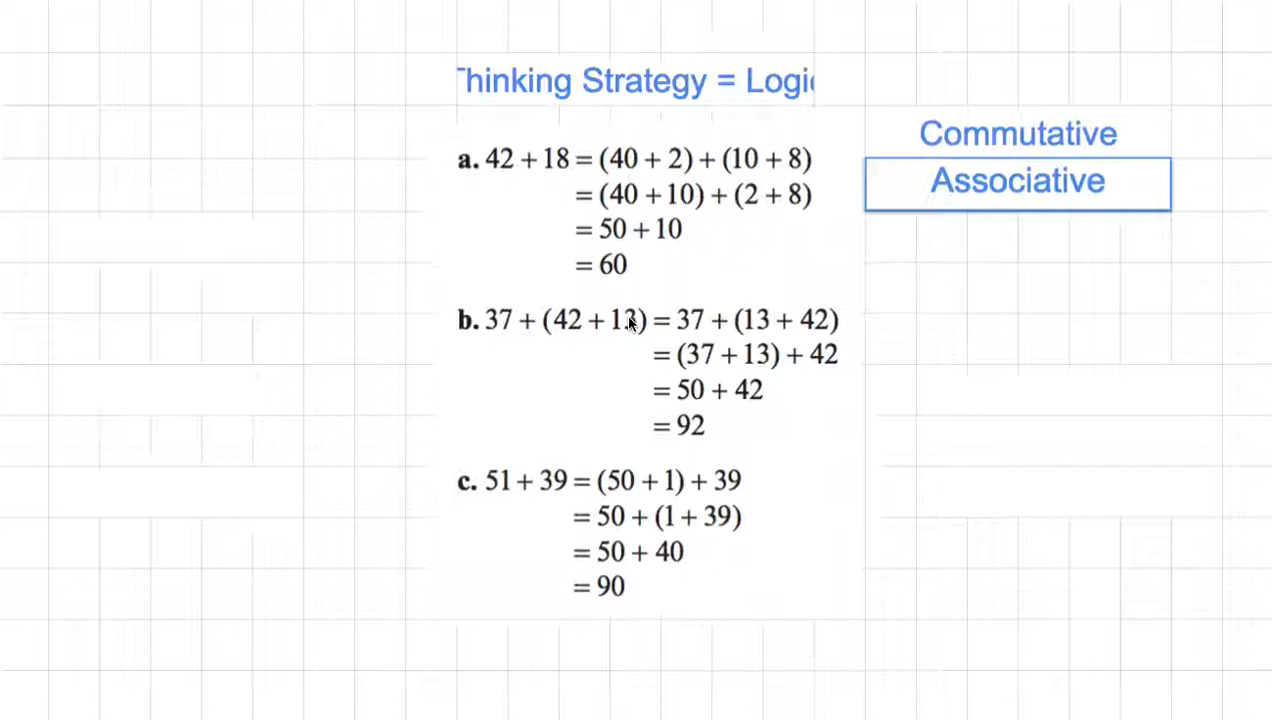 hinking Strategy = Logi
Commutative
Associative
a. 42 + 18 = (40 + 2) + (10 + 8)
= (40 + 10) + (2 + 8)
= 50 + 10
= 60
b. 37 + (42 + 13) = 37 + (13 + 42)
= (37 + 13) + 42
= 50 + 42
= 92
c. 51 + 39 = (50 + 1) + 39
= 50 + (1 + 39)
= 50 + 40
= 90